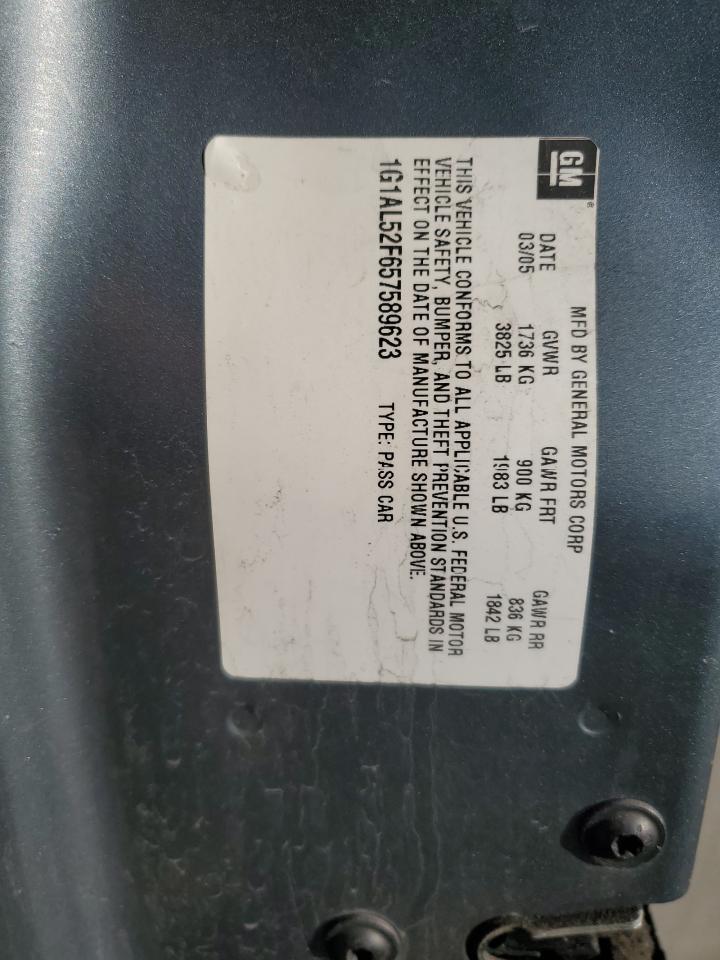 GM®
MFD BY GENERAL MOTORS CORP
DATE GVWR GAWR FRT GAWR RR
03/05 1736 KG 900 KG 836 KG
3825 LB 1983 LB 1842 LB
THIS VEHICLE CONFORMS TO ALL APPLICABLE U.S. FEDERAL MOTOR
VEHICLE SAFETY, BUMPER, AND THEFT PREVENTION STANDARDS IN
EFFECT ON THE DATE OF MANUFACTURE SHOWN ABOVE.
1G1AL52F657589623 TYPE: PASS CAR